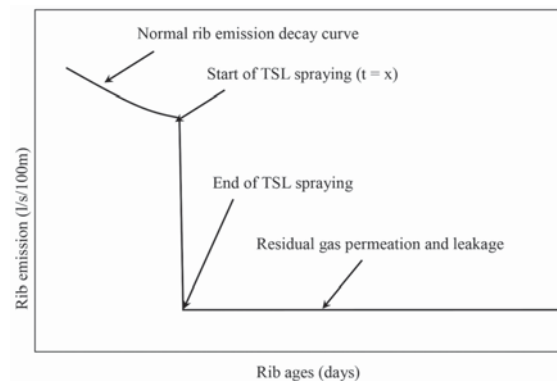 Normal rib emission decay curve
Start of TSL spraying (t = x)
End of TSL spraying
Residual gas permeation and leakage
Rib emission (l/s/100m)
Rib ages (days)